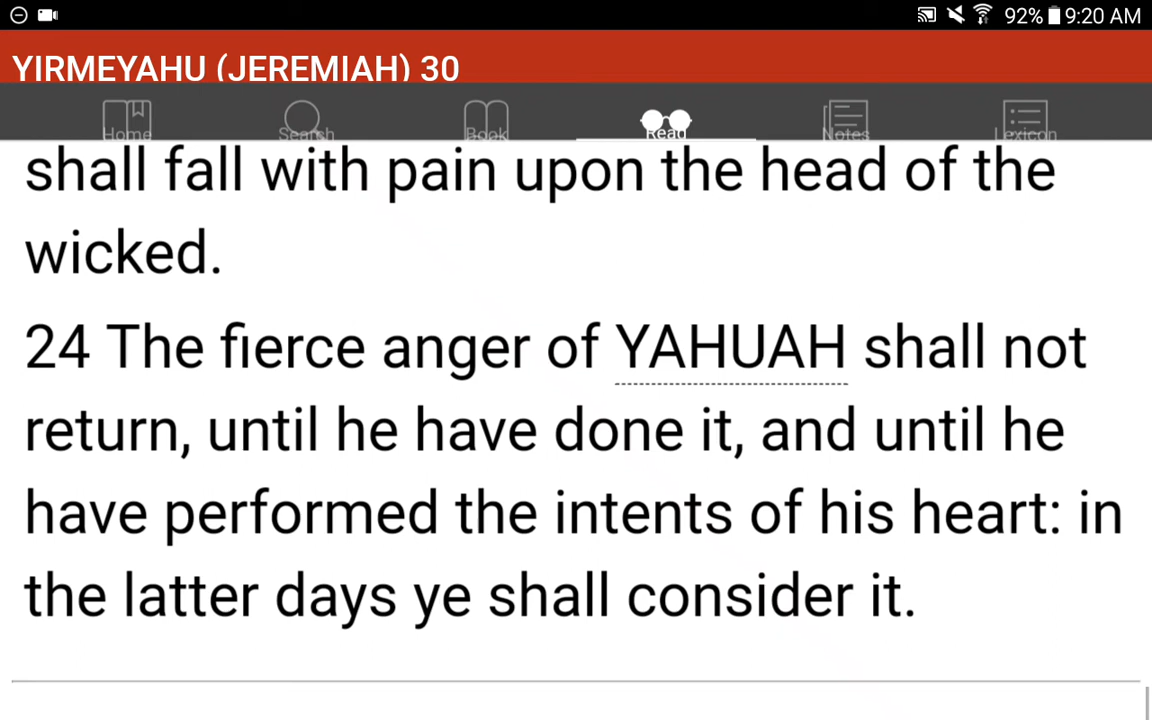 92% 9:20 AM
YIRMEYAHU (JEREMIAH) 30
Home Search Book Read Notes Lexicon
shall fall with pain upon the head of the
wicked.
24 The fierce anger of YAHUAH shall not
return, until he have done it, and until he
have performed the intents of his heart: in
the latter days ye shall consider it.